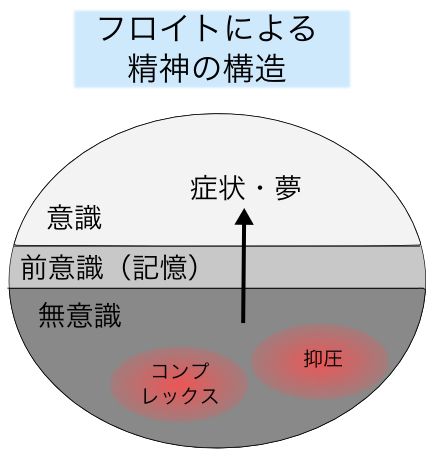 フロイトによる
精神の構造
症状・夢
意識
前意識（記憶）
無意識
コンプ
レックス
抑圧